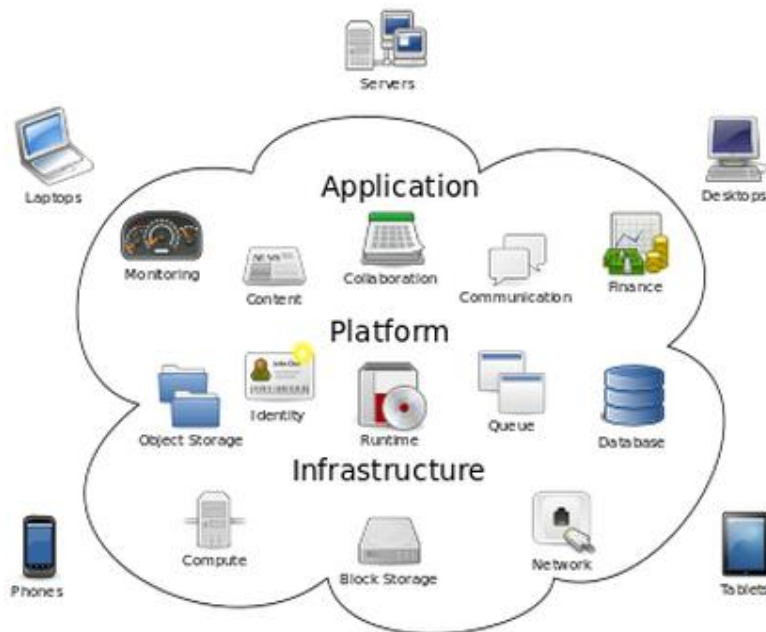 Servers
Laptops
Desktops
Application
Monitoring
NEWS
Content
Collaboration
Communication
Finance
Platform
Object Storage
Identity
Runtime
Queue
Database
Infrastructure
Compute
Block Storage
Network
Phones
Tablets